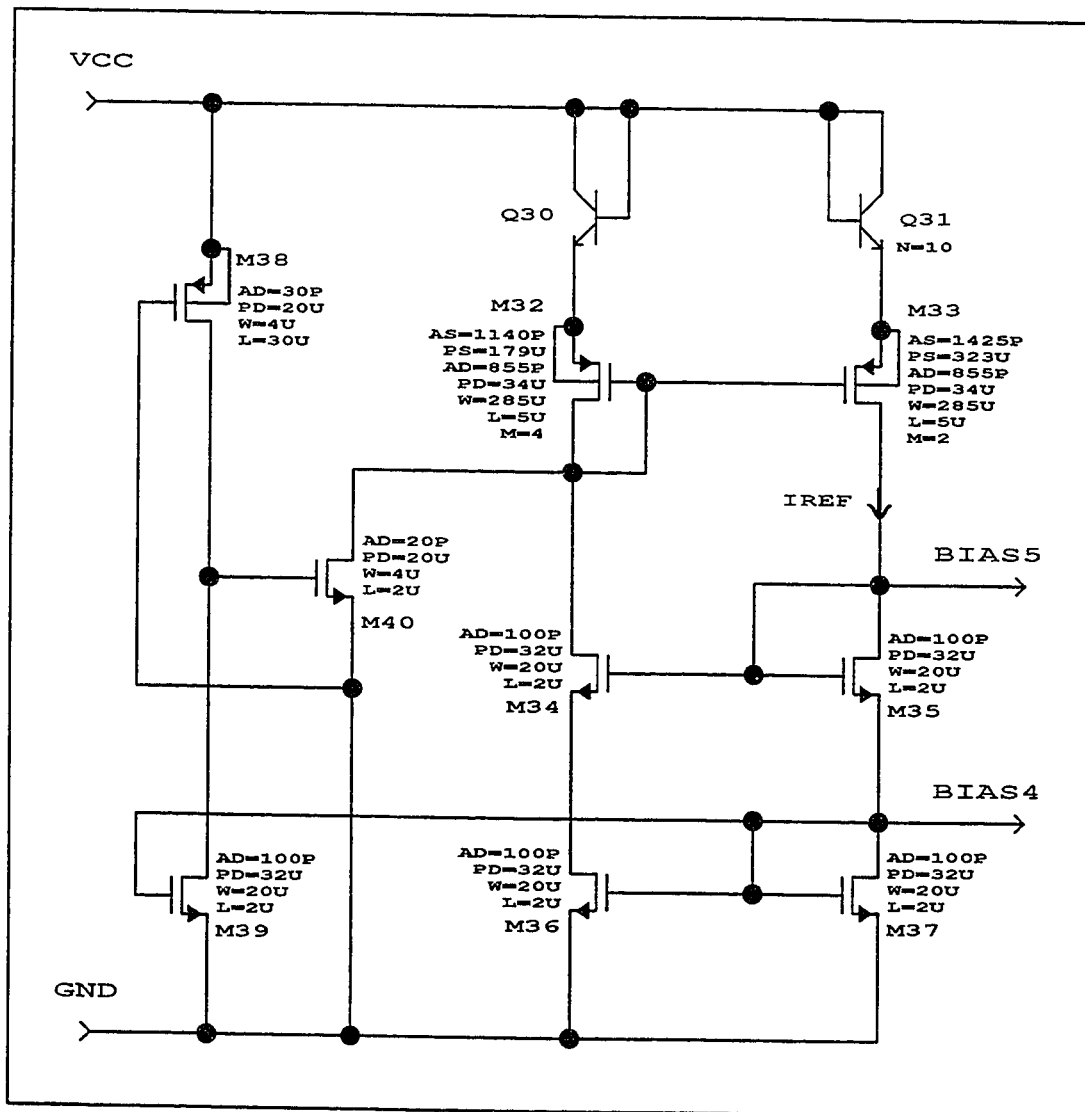 VCC
M38
AD=30P
PD=20U
W=4U
L=30U
Q30
Q31
N=10
M32
AS=1140P
PS=179U
AD=855P
PD=34U
W=285U
L=5U
M=4
M33
AS=1425P
PS=323U
AD=855P
PD=34U
W=285U
L=5U
M=2
IREF
BIAS5
AD=20P
PD=20U
W=4U
L=2U
M40
AD=100P
PD=32U
W=20U
L=2U
M34
AD=100P
PD=32U
W=20U
L=2U
M35
BIAS4
AD=100P
PD=32U
W=20U
L=2U
M39
AD=100P
PD=32U
W=20U
L=2U
M36
AD=100P
PD=32U
W=20U
L=2U
M37
GND